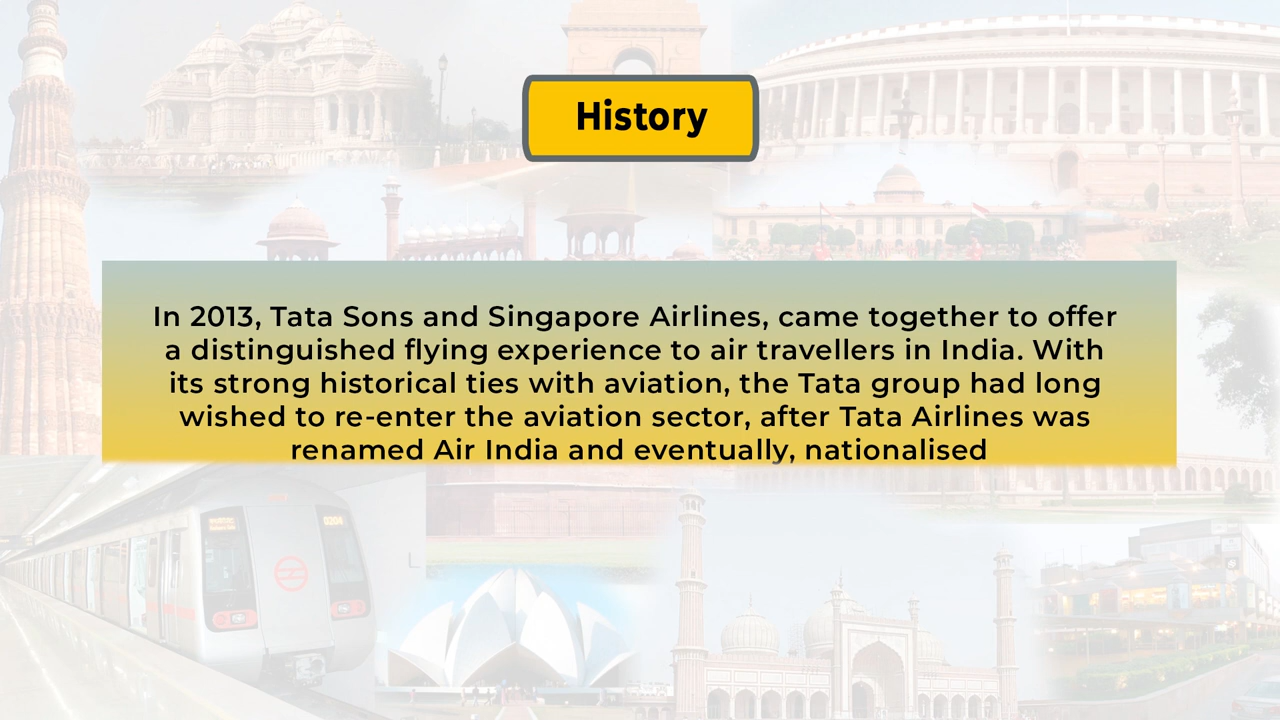 History
In 2013, Tata Sons and Singapore Airlines, came together to offer
a distinguished flying experience to air travellers in India. With
its strong historical ties with aviation, the Tata group had long
wished to re-enter the aviation sector, after Tata Airlines was
renamed Air India and eventually, nationalised